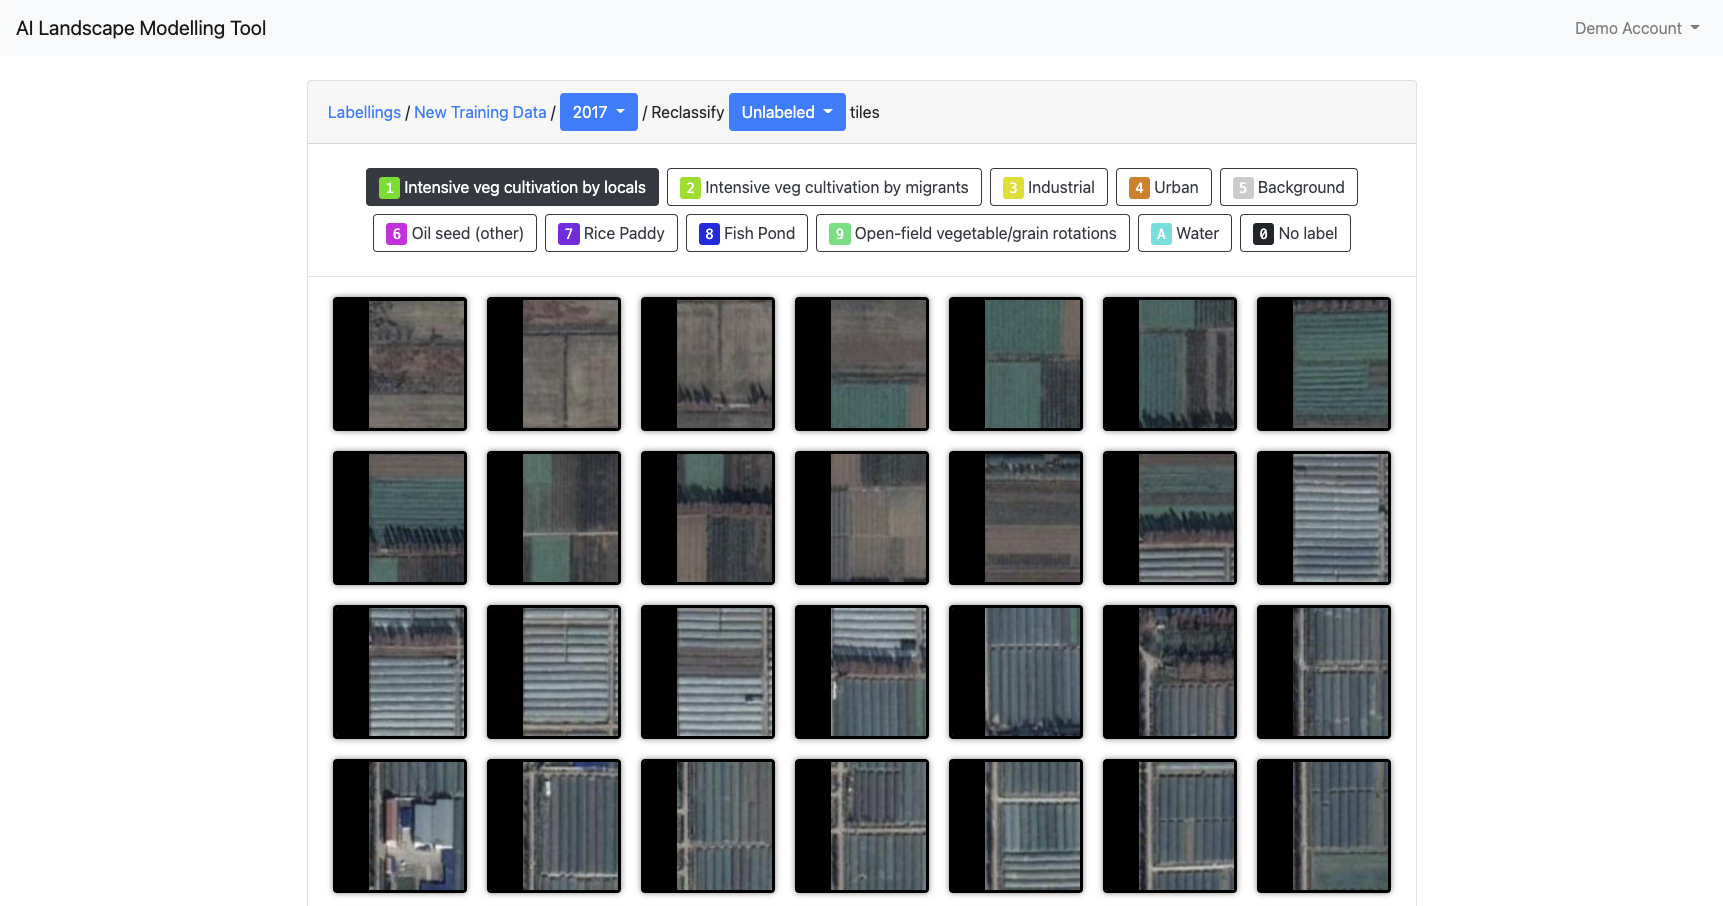 AI Landscape Modelling Tool
Demo Account
Labellings / New Training Data / 2017 / Reclassify Unlabeled tiles
1 Intensive veg cultivation by locals 2 Intensive veg cultivation by migrants 3 Industrial 4 Urban 5 Background
6 Oil seed (other) 7 Rice Paddy 8 Fish Pond 9 Open-field vegetable/grain rotations A Water 0 No label